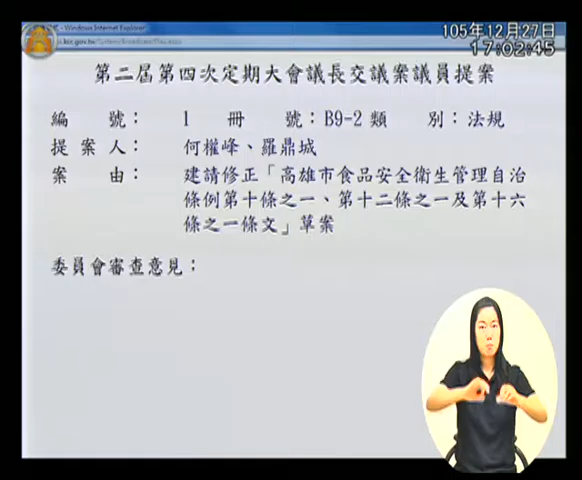 - Windows Internet Explorer
105年12月27日
17:02:45
第二屆第四次定期大會議長交議案議員提案
編 號： 1 冊 號：B9-2 類 別：法規
提 案 人： 何權峰、羅鼎城
案 由： 建請修正「高雄市食品安全衛生管理自治
條例第十條之一、第十二條之一及第十六
條之一條文」草案
委員會審查意見：